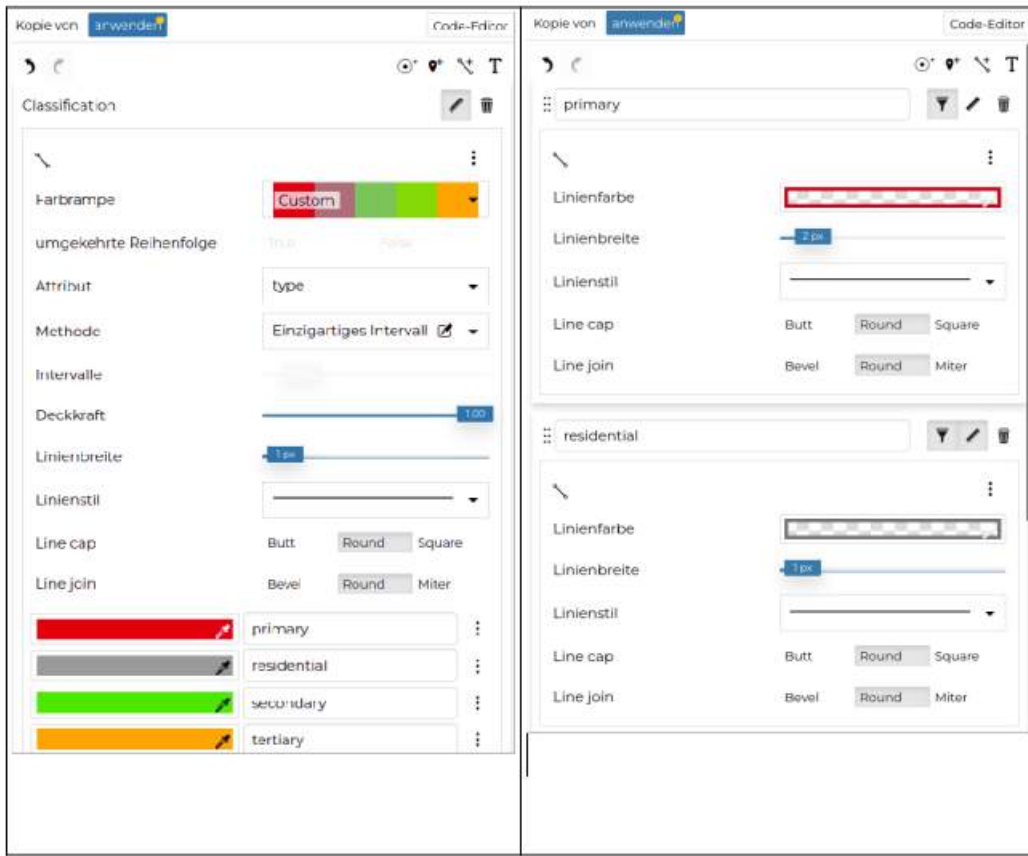 Kopie von anwenden Code-Editor
T
Classification
Farbrampe Custom
umgekehrte Reihenfolge True False
Attribut type
Methode Einzigartiges Intervall
Intervalle
Deckkraft 1.00
Linienbreite 1 px
Linienstil
Line cap Butt Round Square
Line join Bevel Round Miter
primary
residential
secondary
tertiary
Kopie von anwenden Code-Editor
T
primary
Linienfarbe
Linienbreite 2 px
Linienstil
Line cap Butt Round Square
Line join Bevel Round Miter
residential
Linienfarbe
Linienbreite 1 px
Linienstil
Line cap Butt Round Square
Line join Bevel Round Miter